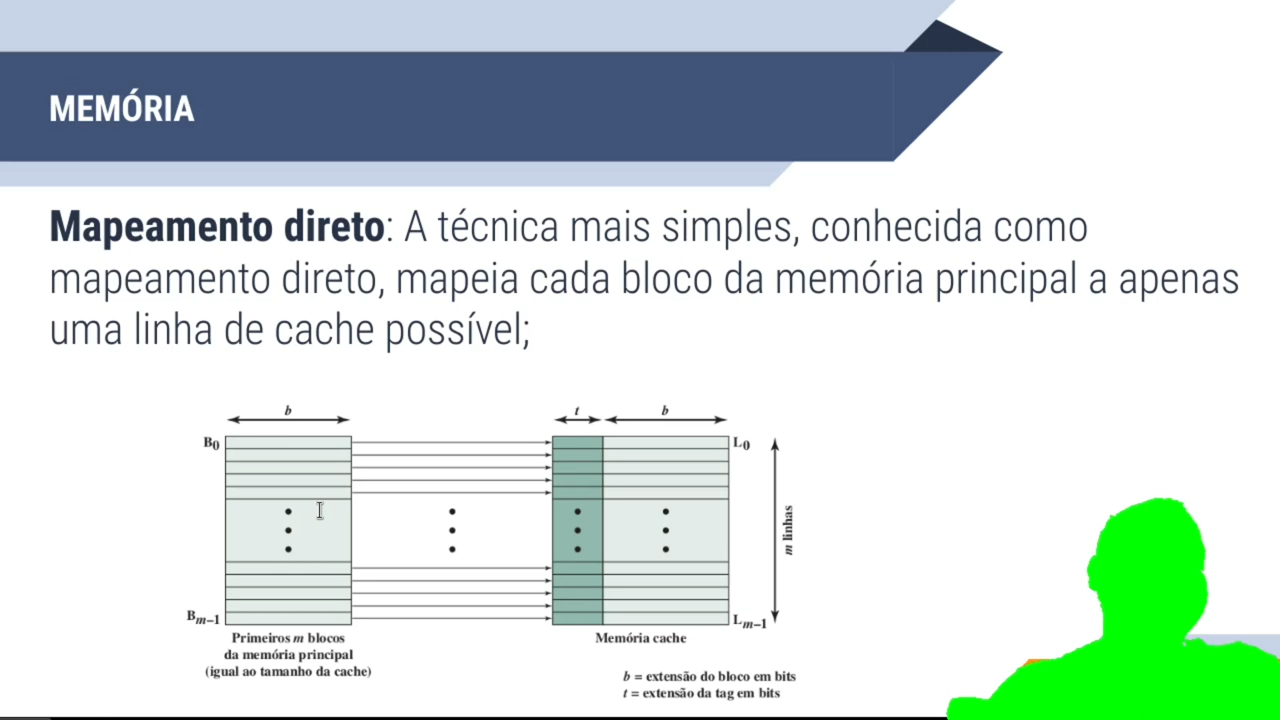 MEMÓRIA
Mapeamento direto: A técnica mais simples, conhecida como
mapeamento direto, mapeia cada bloco da memória principal a apenas
uma linha de cache possível;
b
t
b
B0
L0
m linhas
Bm–1
Lm–1
Primeiros m blocos
da memória principal
(igual ao tamanho da cache)
Memória cache
b = extensão do bloco em bits
t = extensão da tag em bits